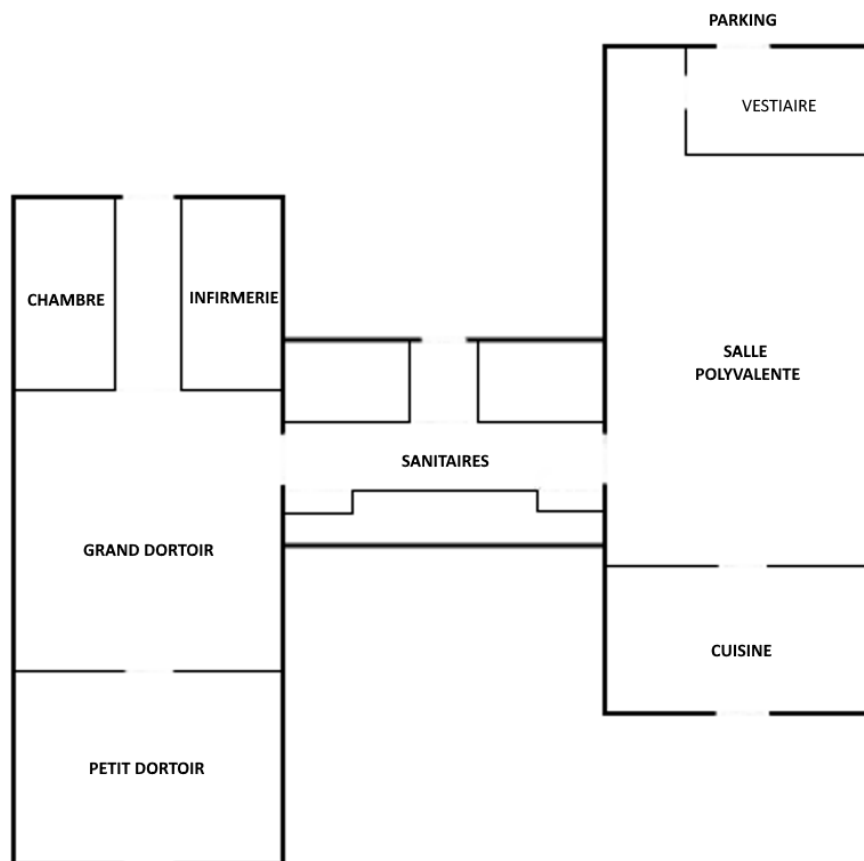 PARKING
VESTIAIRE
CHAMBRE
INFIRMERIE
SALLE
POLYVALENTE
SANITAIRES
GRAND DORTOIR
CUISINE
PETIT DORTOIR